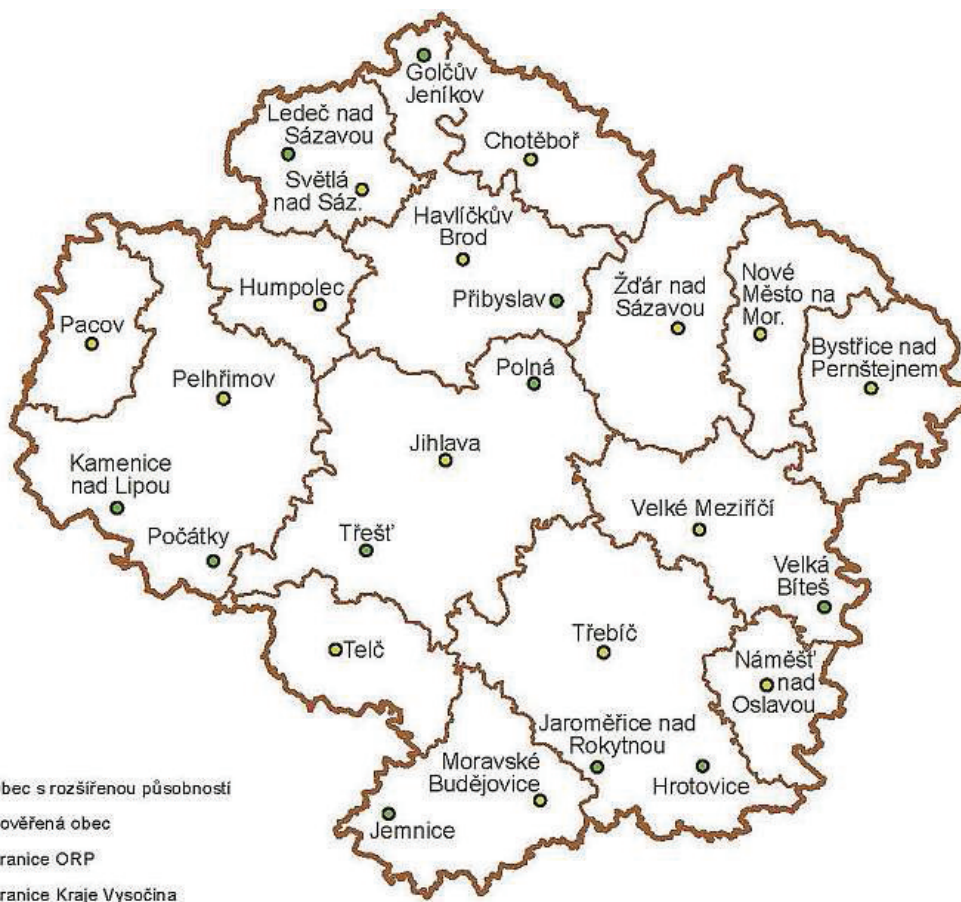 Golčův
Jeníkov
Ledeč nad
Sázavou
Chotěboř
Světlá
nad Sáz.
Havlíčkův
Brod
Humpolec
Přibyslav
Žďár nad
Sázavou
Nové
Město na
Mor.
Pacov
Bystřice nad
Pernštejnem
Pelhřimov
Polná
Jihlava
Kamenice
nad Lipou
Velké Meziříčí
Počátky
Třešť
Velká
Bíteš
Telč
Třebíč
Náměšť
nad
Oslavou
Jaroměřice nad
Rokytnou
Moravské
Budějovice
Hrotovice
Jemnice
bec s rozšířenou působností
ověřená obec
ranice ORP
ranice Kraje Vysočina